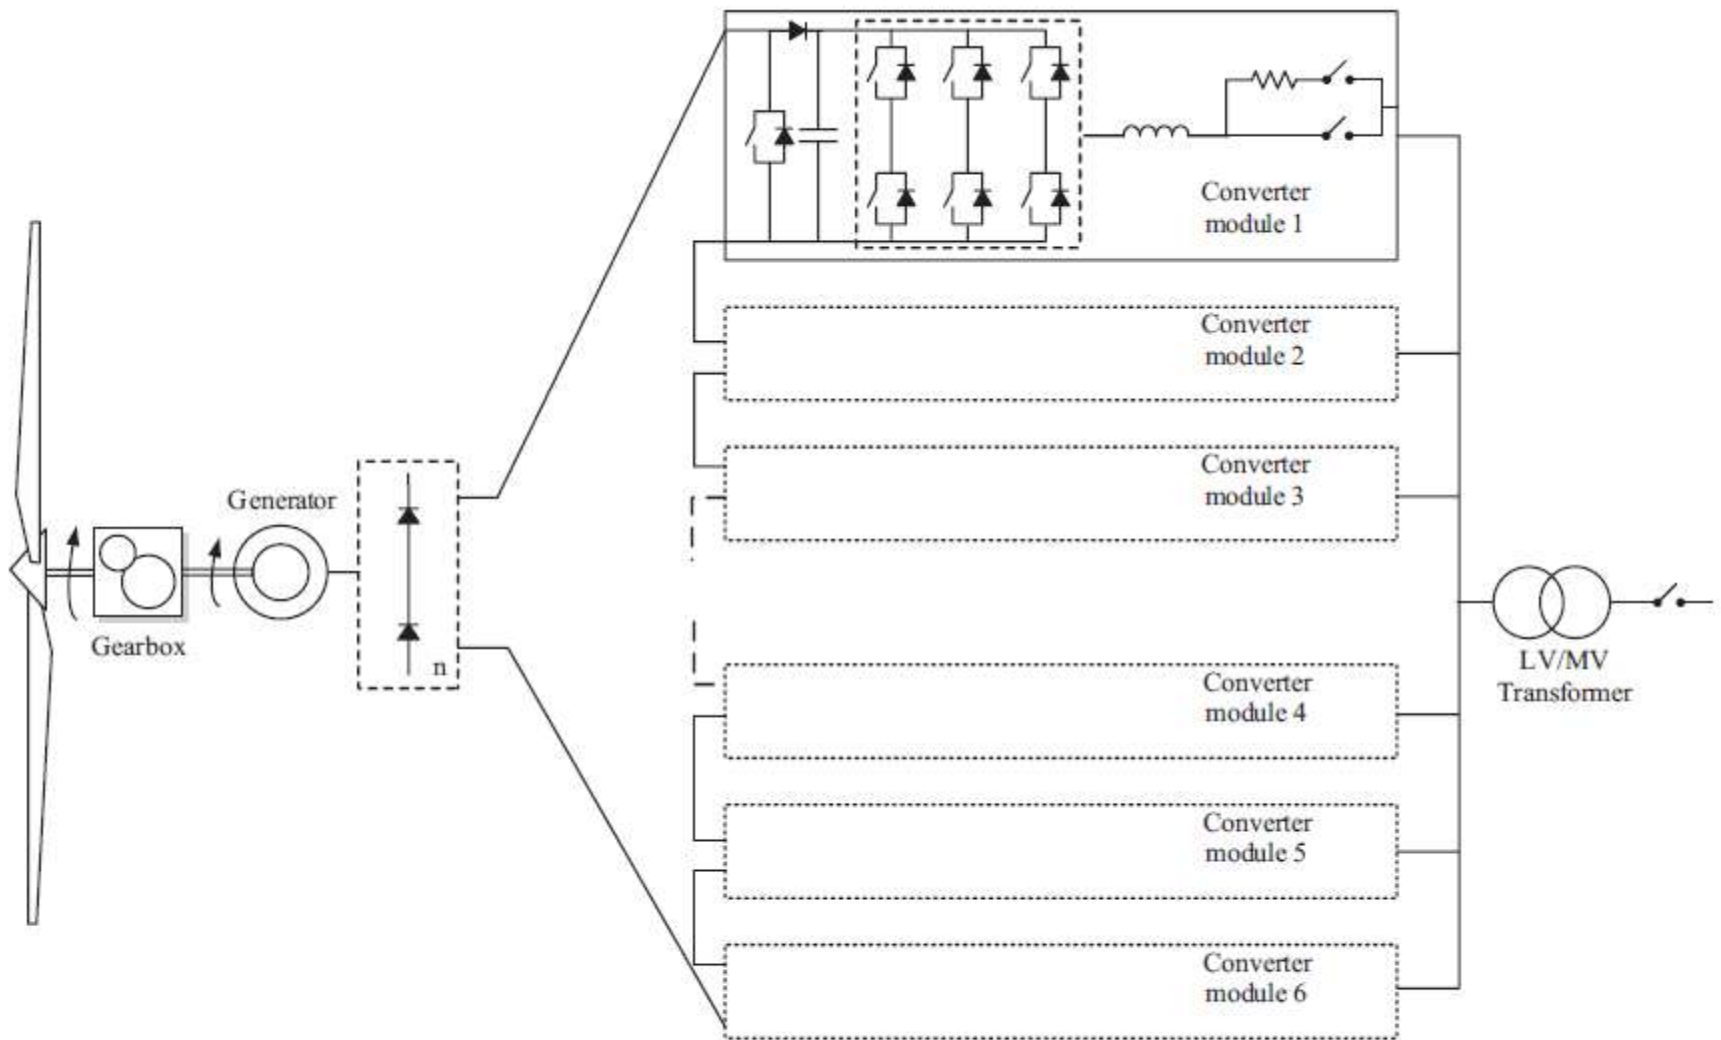 Converter
module 1
Converter
module 2
Converter
module 3
Generator
n
Gearbox
LV/MV
Transformer
Converter
module 4
Converter
module 5
Converter
module 6